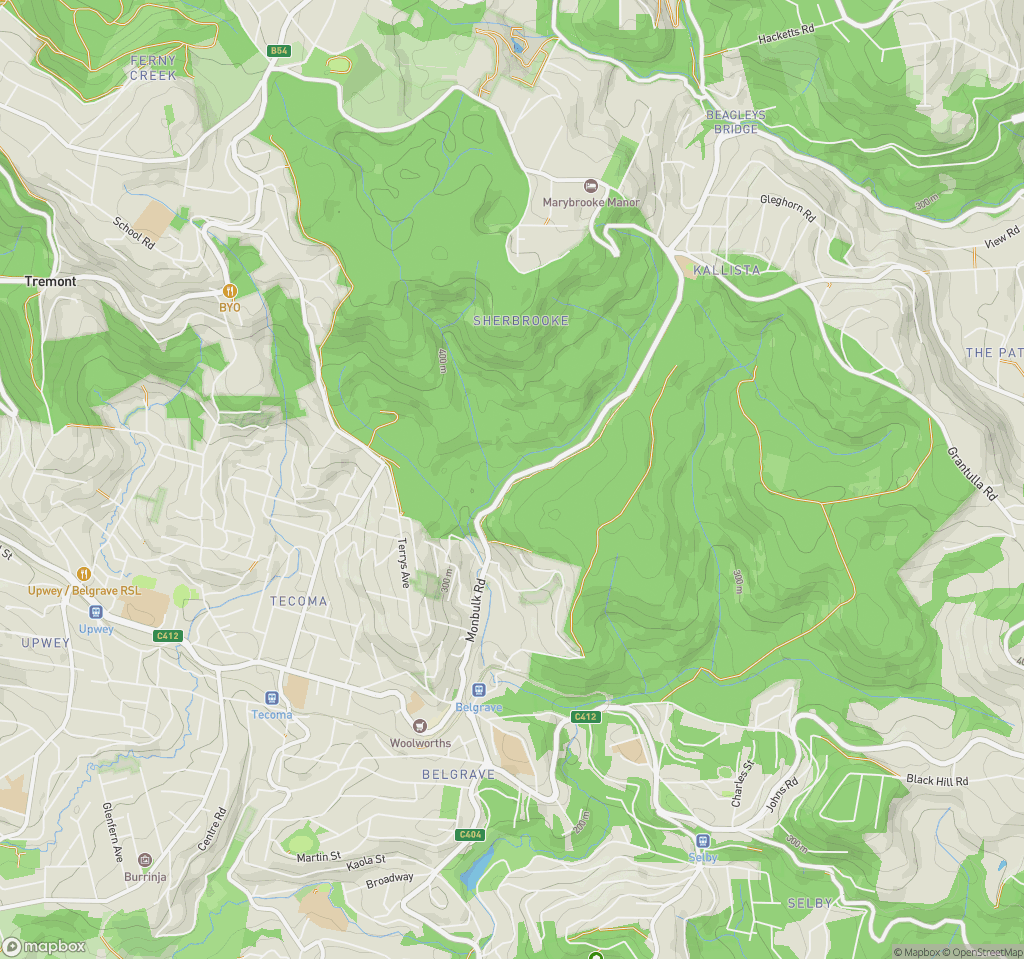 B54
Hacketts Rd
FERNY
CREEK
BEAGLEYS
BRIDGE
Marybrooke Manor
300 m
Gleghorn Rd
School Rd
View Rd
KALLISTA
Tremont
BYO
SHERBROOKE
400 m
THE PAT
Grantulla Rd
St
Terrys Ave
300 m
300 m
Upwey / Belgrave RSL
TECOMA
Monbulk Rd
Upwey
C412
UPWEY
Belgrave
Tecoma
C412
Woolworths
BELGRAVE
Charles St
Johns Rd
Black Hill Rd
Glenfern Ave
Centre Rd
200 m
C404
300 m
Selby
Martin St
Kaola St
Burrinja
Broadway
SELBY
mapbox
© Mapbox © OpenStreetMap